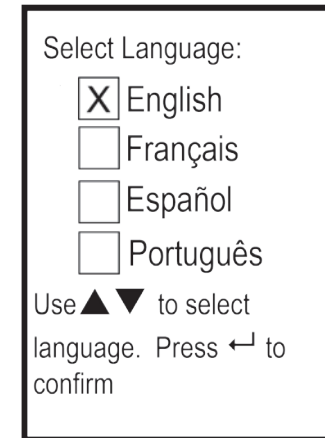 Select Language:
X English
Français
Español
Português
Use ▲ ▼ to select
language. Press ↵ to
confirm